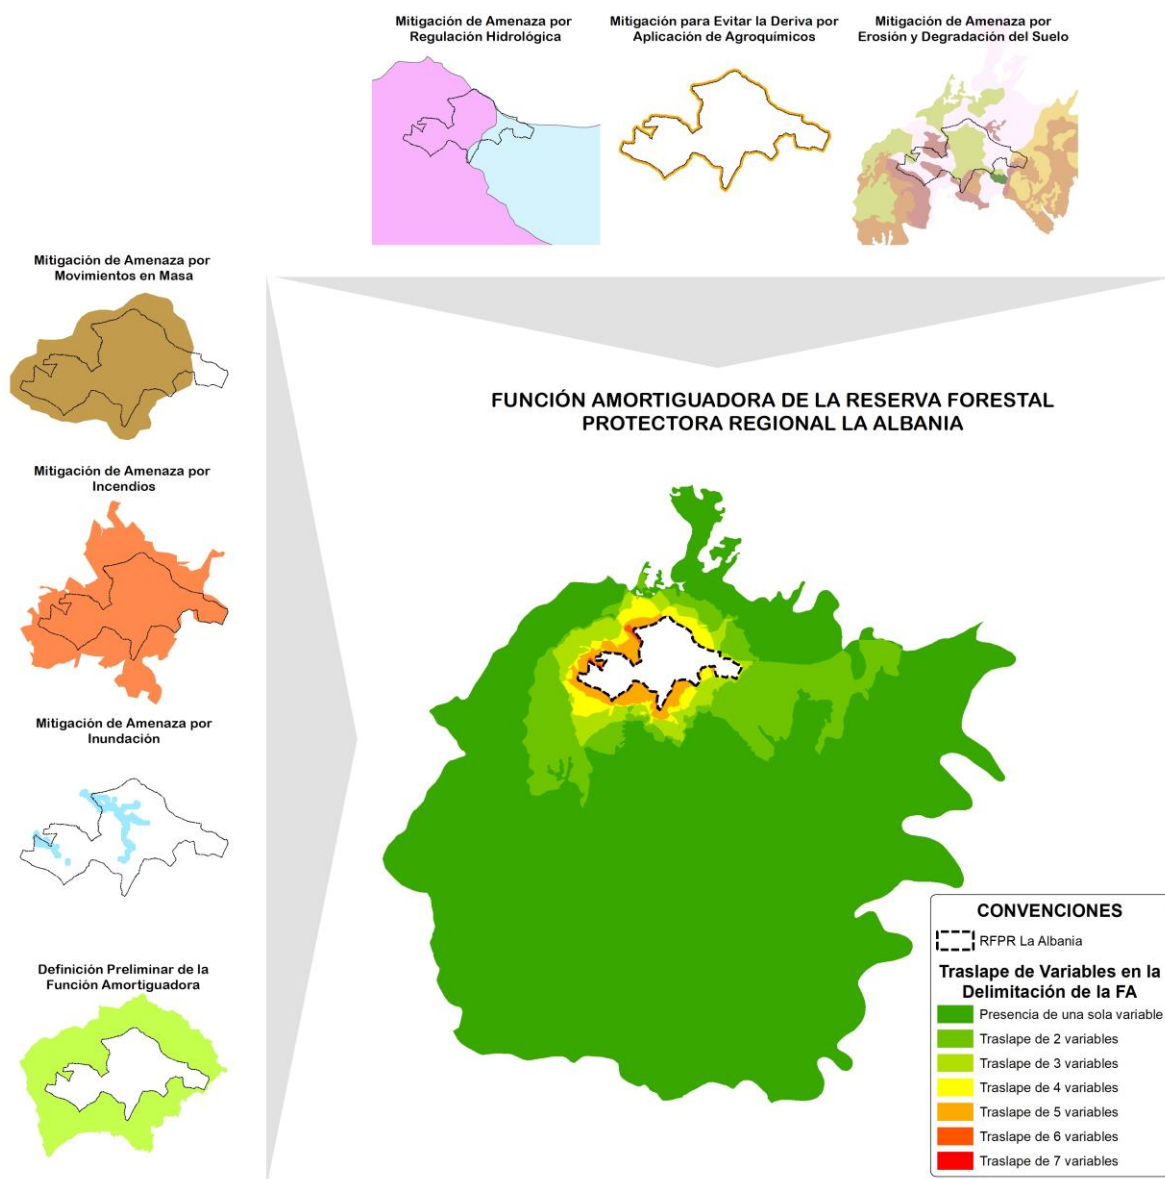 Mitigación de Amenaza por
Regulación Hidrológica
Mitigación para Evitar la Deriva por
Aplicación de Agroquímicos
Mitigación de Amenaza por
Erosión y Degradación del Suelo
Mitigación de Amenaza por
Movimientos en Masa
Mitigación de Amenaza por
Incendios
Mitigación de Amenaza por
Inundación
Definición Preliminar de la
Función Amortiguadora
FUNCIÓN AMORTIGUADORA DE LA RESERVA FORESTAL
PROTECTORA REGIONAL LA ALBANIA
CONVENCIONES
RFPR La Albania
Traslape de Variables en la
Delimitación de la FA
Presencia de una sola variable
Traslape de 2 variables
Traslape de 3 variables
Traslape de 4 variables
Traslape de 5 variables
Traslape de 6 variables
Traslape de 7 variables